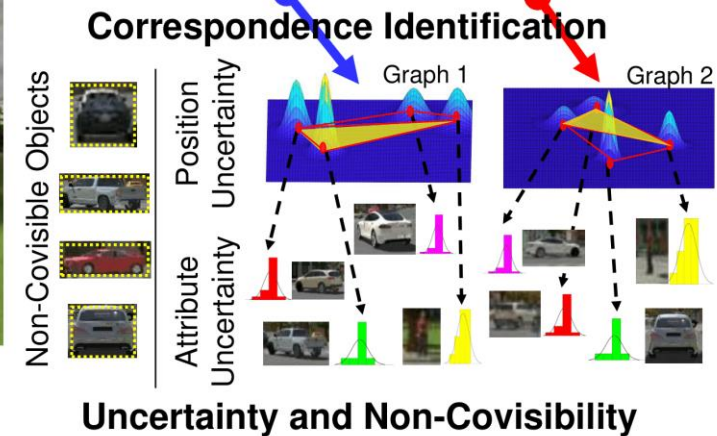 Correspondence Identification
Graph 1
Graph 2
Non-Covisible Objects
Position
Uncertainty
Attribute
Uncertainty
Uncertainty and Non-Covisibility